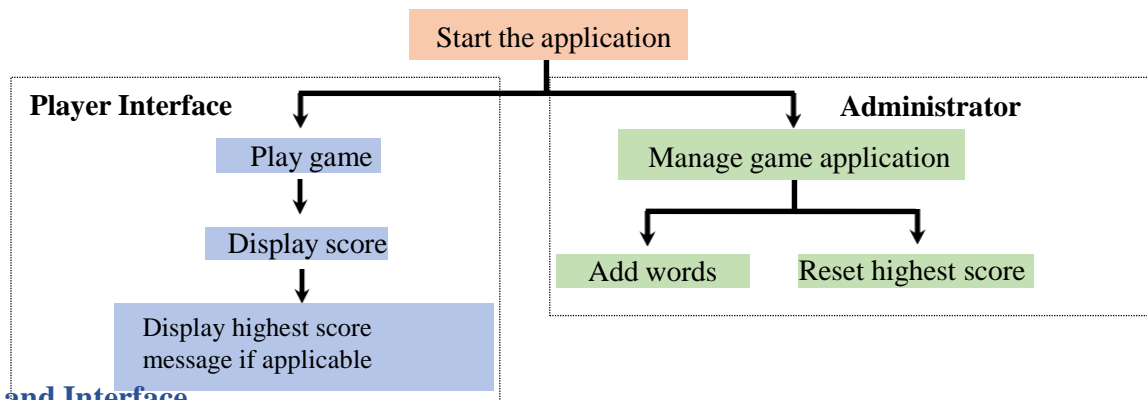 Start the application
Player Interface
Administrator
Play game
Manage game application
Display score
Add words
Reset highest score
Display highest score
message if applicable
and Interface